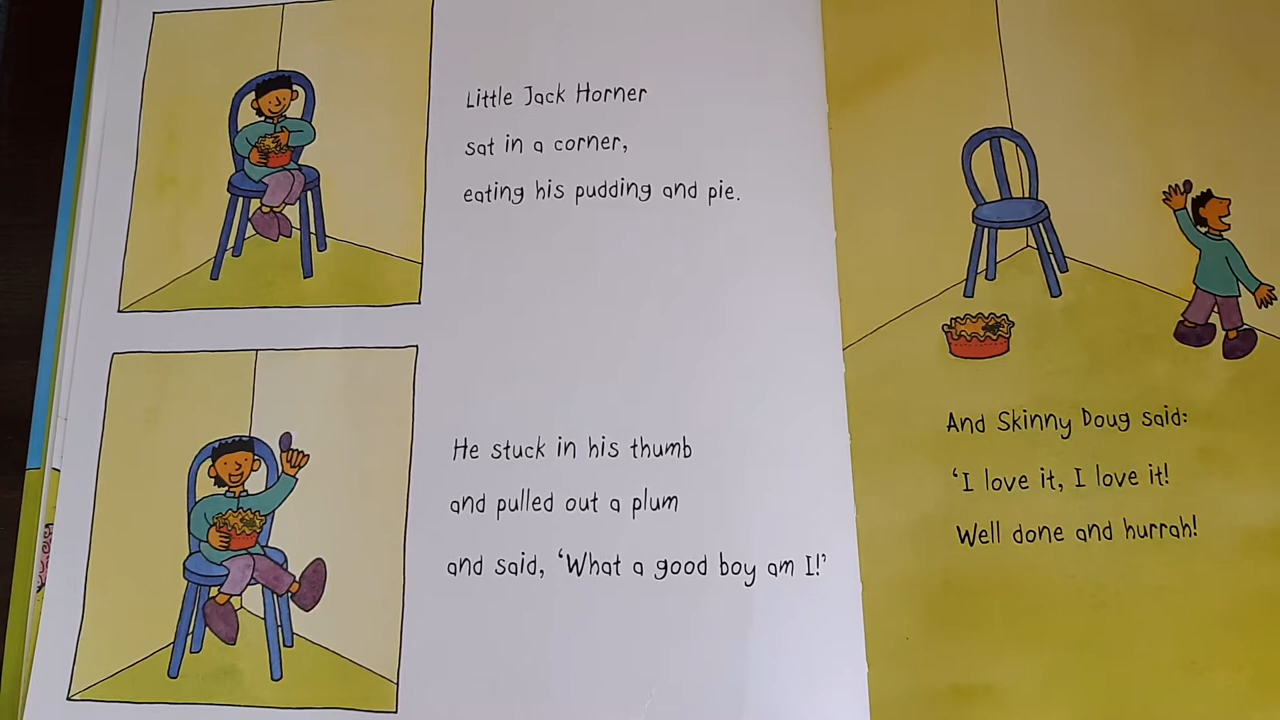 Little Jack Horner
sat in a corner,
eating his pudding and pie.
He stuck in his thumb
and pulled out a plum
and said, ‘What a good boy am I!’
And Skinny Doug said:
‘I love it, I love it!
Well done and hurrah!